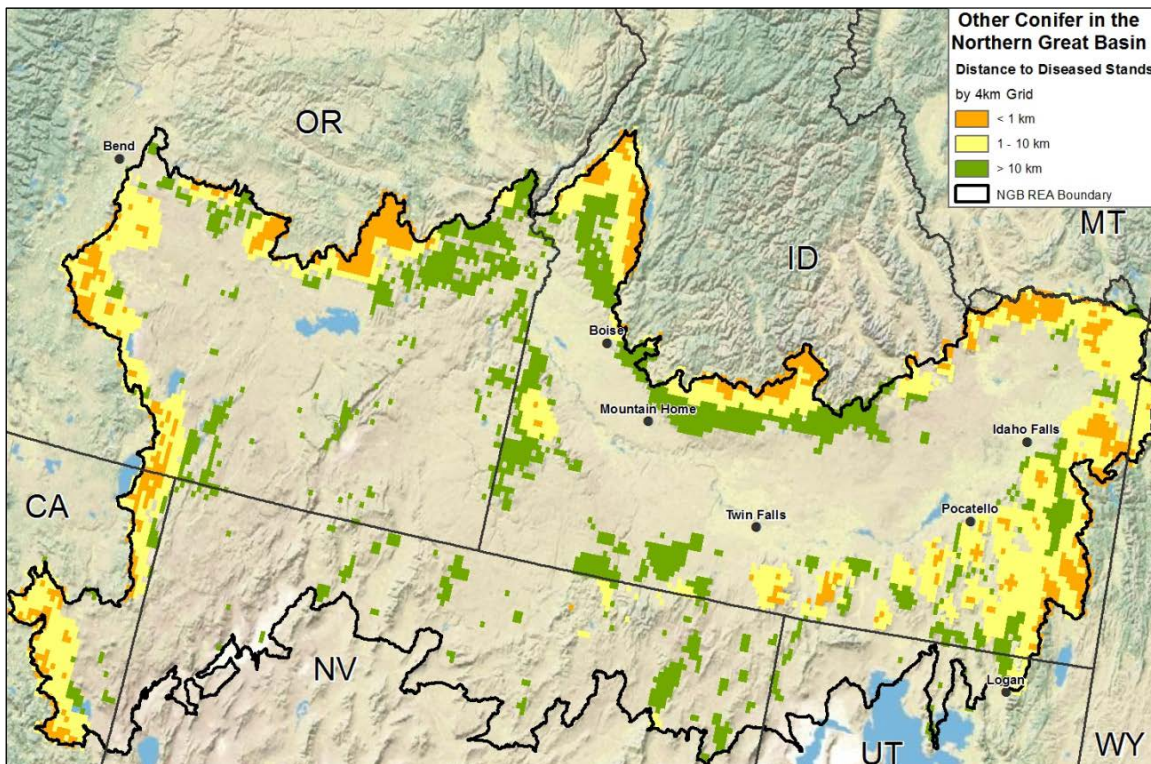 Other Conifer in the
Northern Great Basin
Distance to Diseased Stands
by 4km Grid
< 1 km
1 - 10 km
> 10 km
NGB REA Boundary
OR
Bend
MT
ID
Boise
Mountain Home
Idaho Falls
CA
Twin Falls
Pocatello
NV
Logan
UT
WY